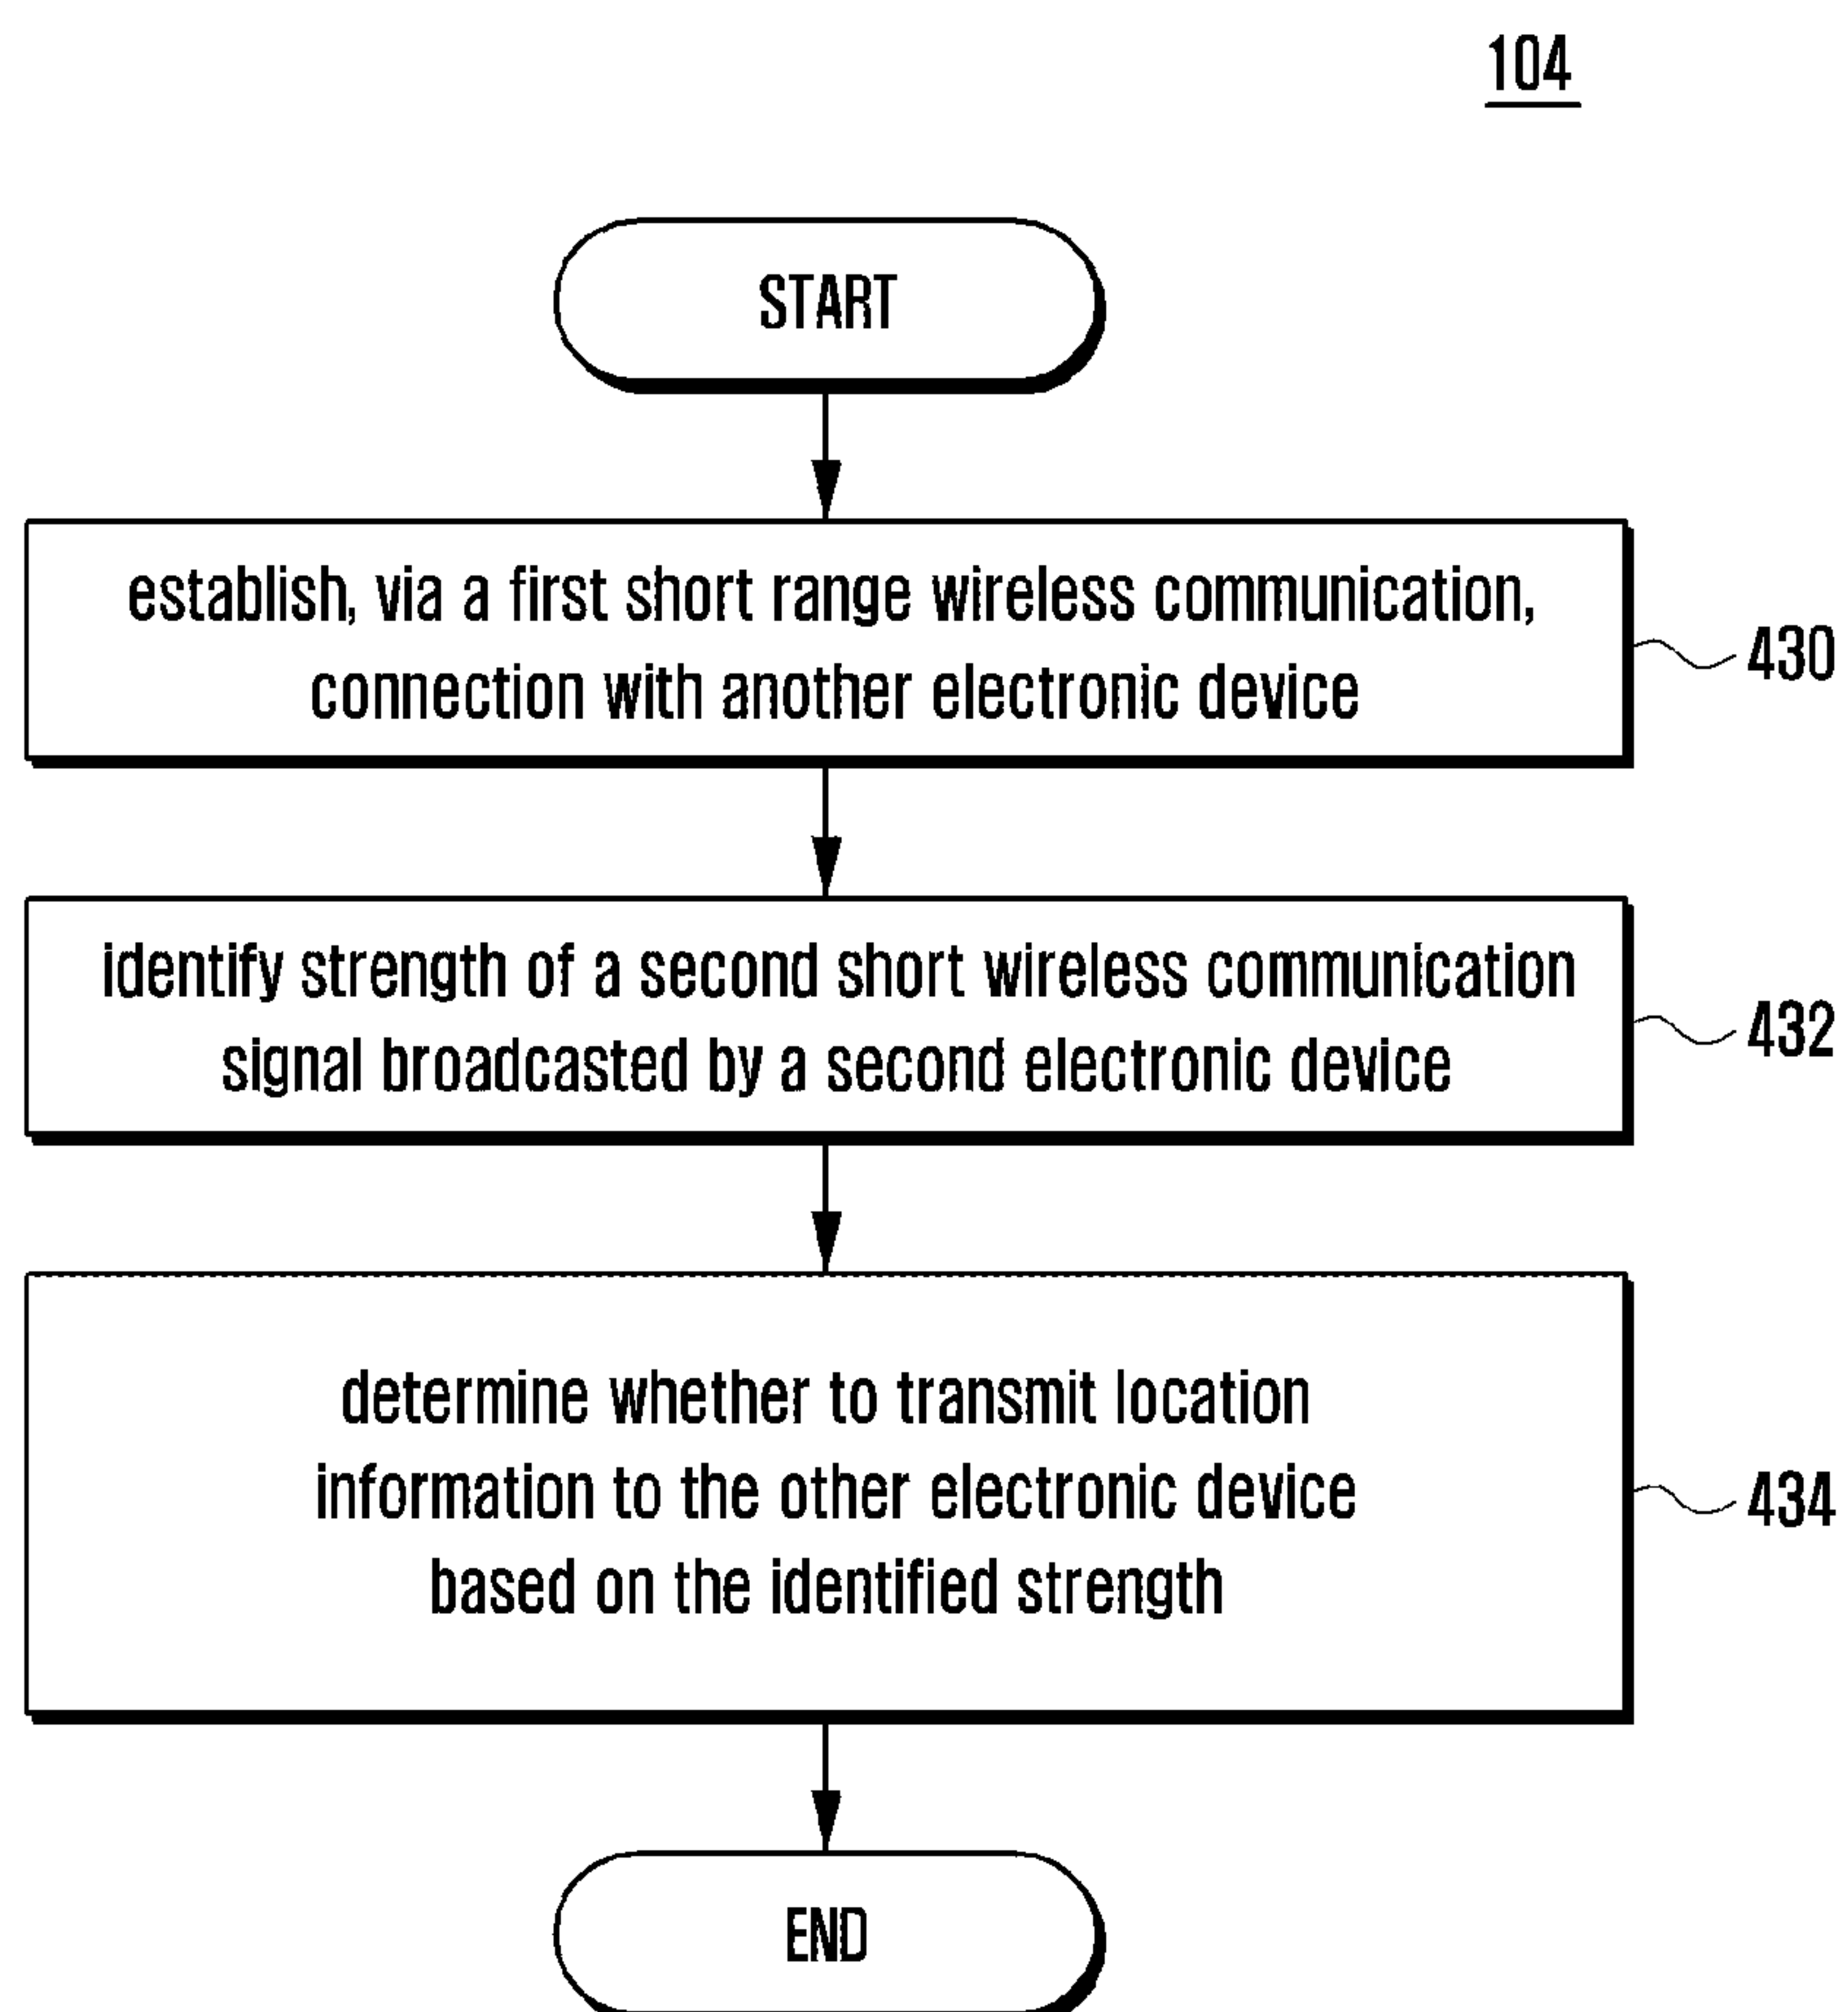 104
START
establish, via a first short range wireless communication,
connection with another electronic device
430
identify strength of a second short wireless communication
signal broadcasted by a second electronic device
432
determine whether to transmit location
information to the other electronic device
based on the identified strength
434
END